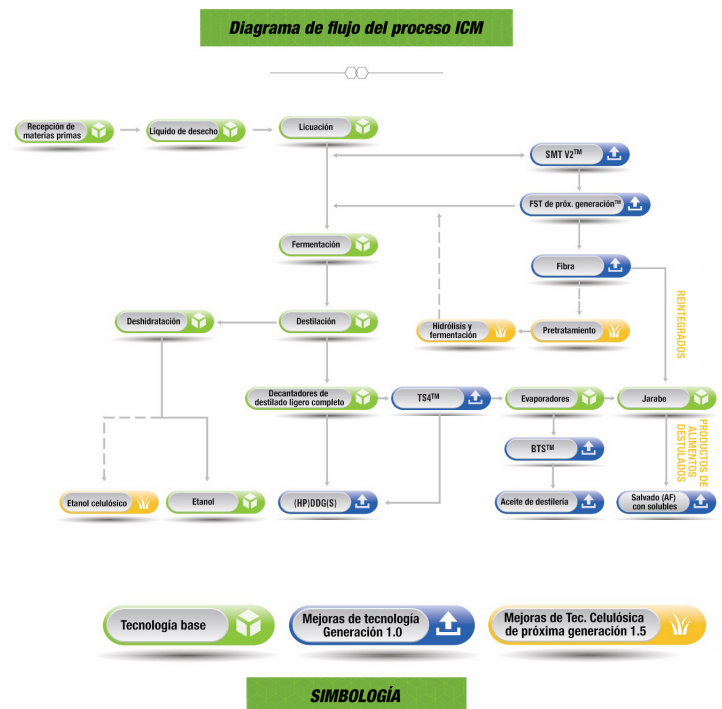 Diagrama de flujo del proceso ICM
Recepción de
materias primas
Líquido de desecho
Licuación
SMT V2™
FST de próx. generación™
Fermentación
Fibra
Deshidratación
Destilación
Hidrólisis y
fermentación
Pretratamiento
REINTEGRADOS
Decantadores de
destilado ligero completo
TS4™
Evaporadores
Jarabe
BTS™
PRODUCTOS DE
ALIMENTOS
DESTULADOS
Etanol celulósico
Etanol
(HP)DDG(S)
Aceite de destilería
Salvado (AF)
con solubles
Tecnología base
Mejoras de tecnología
Generación 1.0
Mejoras de Tec. Celulósica
de próxima generación 1.5
SIMBOLOGÍA